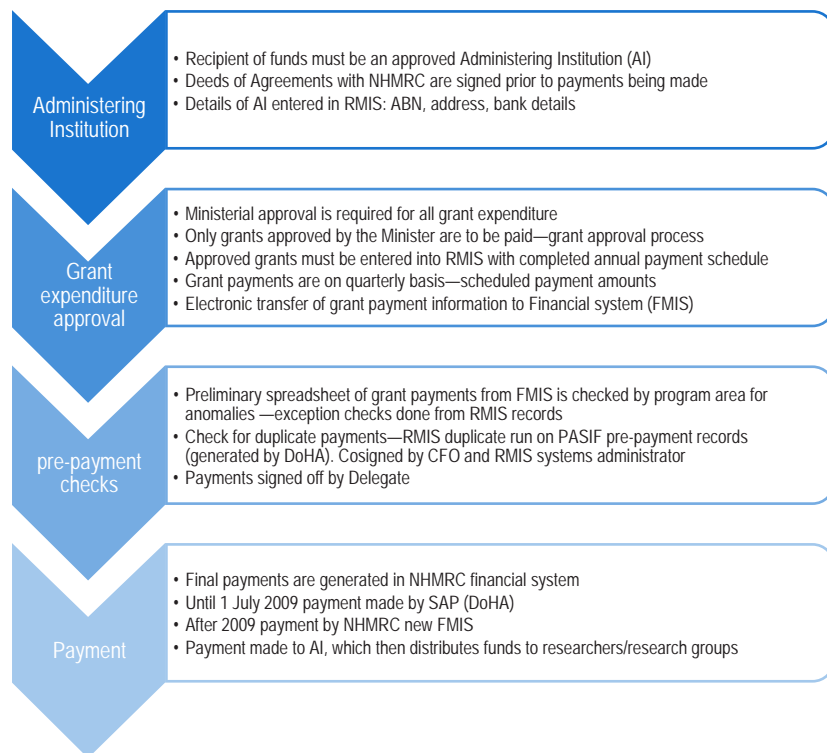 Administering
Institution
• Recipient of funds must be an approved Administering Institution (AI)
• Deeds of Agreements with NHMRC are signed prior to payments being made
• Details of AI entered in RMIS: ABN, address, bank details
Grant
expenditure
approval
• Ministerial approval is required for all grant expenditure
• Only grants approved by the Minister are to be paid—grant approval process
• Approved grants must be entered into RMIS with completed annual payment schedule
• Grant payments are on quarterly basis—scheduled payment amounts
• Electronic transfer of grant payment information to Financial system (FMIS)
pre-payment
checks
• Preliminary spreadsheet of grant payments from FMIS is checked by program area for
anomalies —exception checks done from RMIS records
• Check for duplicate payments—RMIS duplicate run on PASIF pre-payment records
(generated by DoHA). Cosigned by CFO and RMIS systems administrator
• Payments signed off by Delegate
Payment
• Final payments are generated in NHMRC financial system
• Until 1 July 2009 payment made by SAP (DoHA)
• After 2009 payment by NHMRC new FMIS
• Payment made to AI, which then distributes funds to researchers/research groups